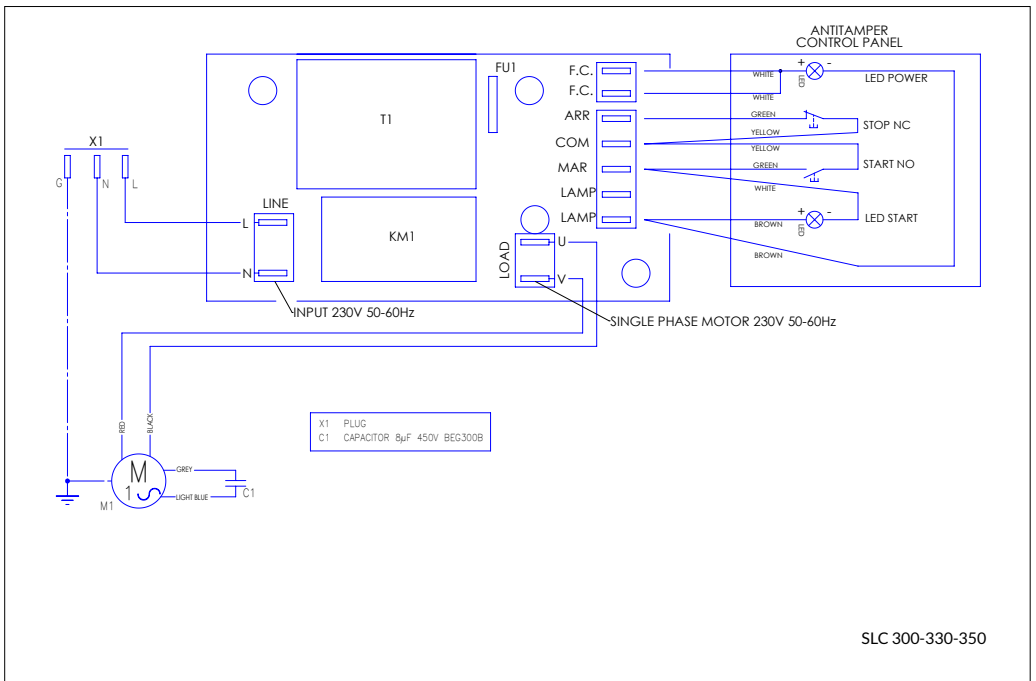 ANTITAMPER
CONTROL PANEL
FU1
T1
F.C.
F.C.
ARR
COM
MAR
LAMP
LAMP
WHITE
WHITE
GREEN
YELLOW
YELLOW
GREEN
WHITE
BROWN
BROWN
+ -
LED
LED POWER
STOP NC
START NO
+ -
LED
LED START
X1
G N L
LINE
L
N
KM1
LOAD
U
V
INPUT 230V 50-60Hz
SINGLE PHASE MOTOR 230V 50-60Hz
RED
BLACK
X1 PLUG
C1 CAPACITOR 8µF 450V BEG300B
M
1
M1
GREY
LIGHT BLUE
C1
SLC 300-330-350